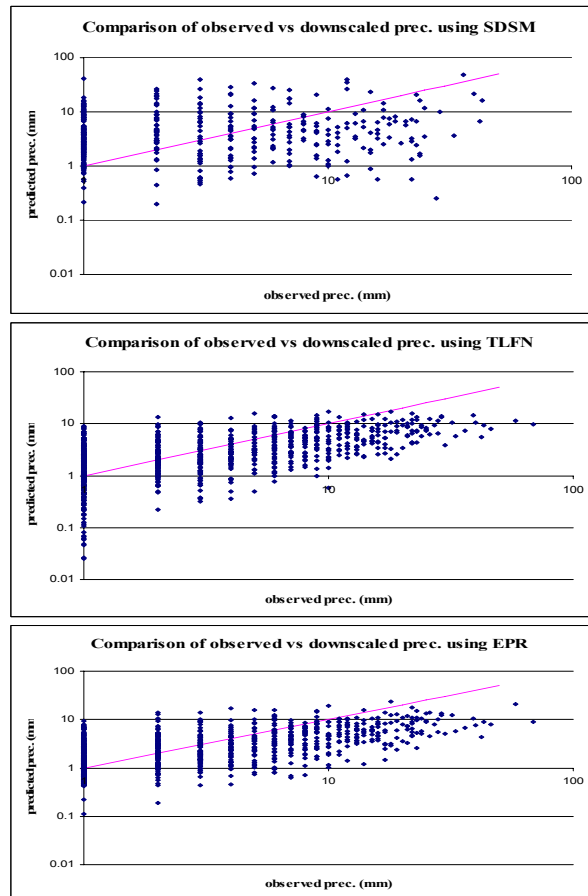 Comparison of observed vs downscaled prec. using SDSM
100
10
1
0.1
0.01
10
100
predicted prec. (mm
observed prec. (mm)
Comparison of observed vs downscaled prec. using TLFN
100
10
1
0.1
0.01
10
100
predicted prec. (mm
observed prec. (mm)
Comparison of observed vs downscaled prec. using EPR
100
10
1
0.1
0.01
10
100
predicted prec. (mm
observed prec. (mm)